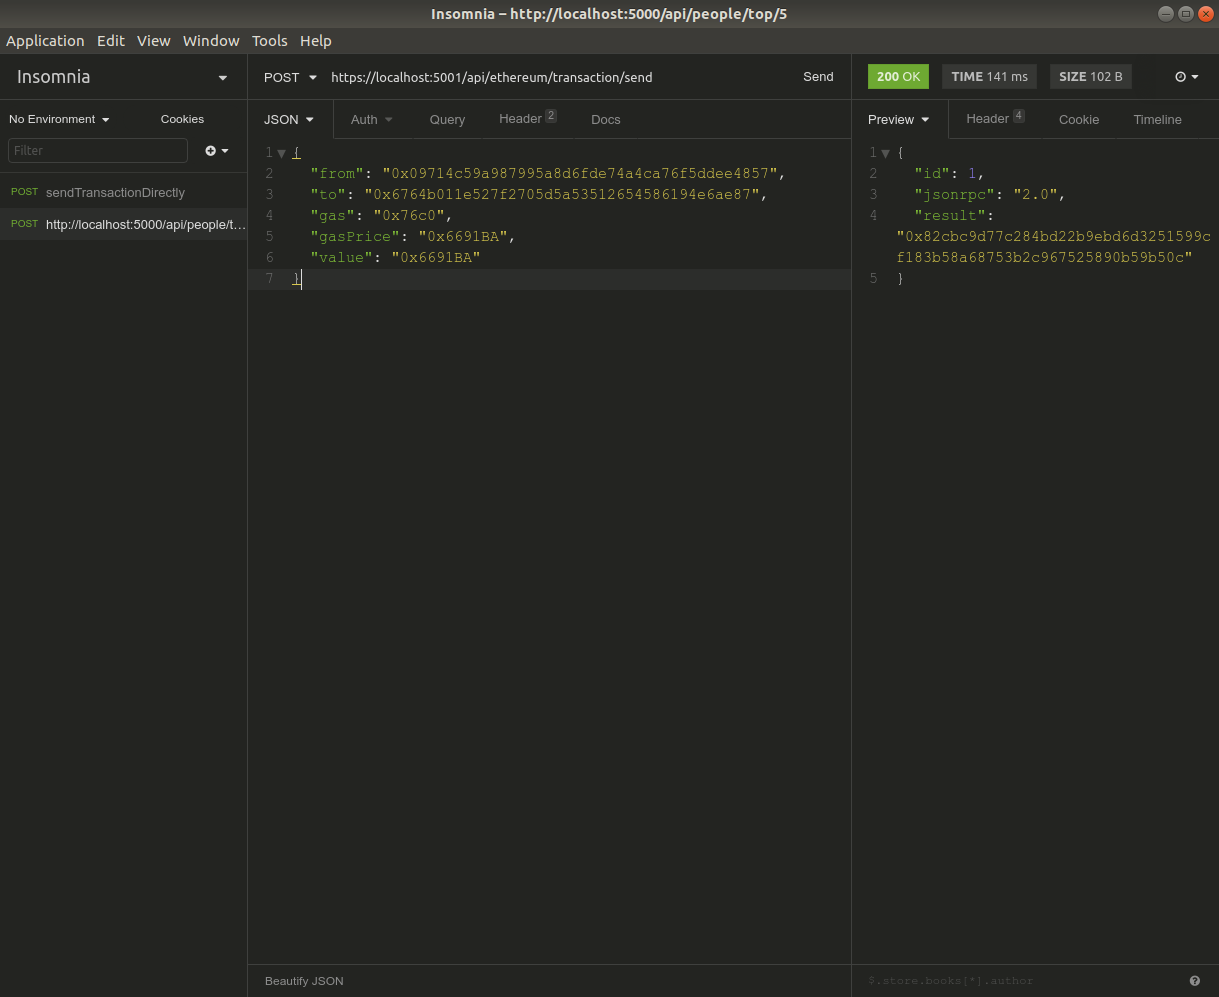 Insomnia – http://localhost:5000/api/people/top/5
Application Edit View Window Tools Help
Insomnia
No Environment Cookies
Filter
POST sendTransactionDirectly
POST http://localhost:5000/api/people/t...
POST https://localhost:5001/api/ethereum/transaction/send Send
JSON Auth Query Header 2 Docs
1 {
2 "from": "0x09714c59a987995a8d6fde74a4ca76f5ddee4857",
3 "to": "0x6764b011e527f2705d5a53512654586194e6ae87",
4 "gas": "0x76c0",
5 "gasPrice": "0x6691BA",
6 "value": "0x6691BA"
7 }
Beautify JSON
200 OK TIME 141 ms SIZE 102 B
Preview Header 4 Cookie Timeline
1 {
2 "id": 1,
3 "jsonrpc": "2.0",
4 "result":
"0x82cbc9d77c284bd22b9ebd6d3251599c
f183b58a68753b2c967525890b59b50c"
5 }
$.store.books[*].author